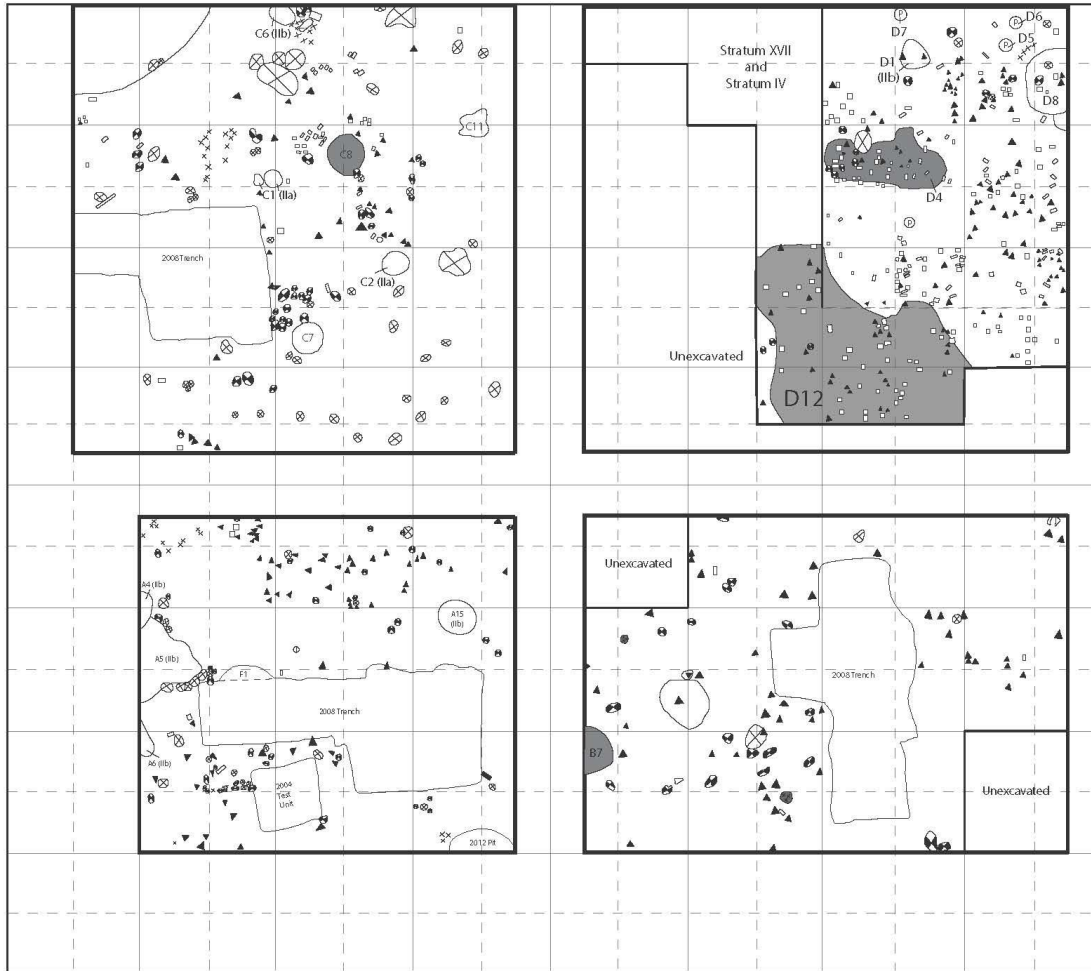 C6 (IIb)
C11
C8
C1 (IIa)
2008 Trench
C2 (IIa)
C7
Stratum XVII
and
Stratum IV
P
D7
P
D6
P
D5
D1
(IIb)
D8
D4
P
Unexcavated
D12
A4 (IIb)
A15
(IIb)
A5 (IIb)
F1
2008 Trench
A6 (IIb)
2004
Test
Unit
2012 Pit
Unexcavated
2008 Trench
B7
Unexcavated